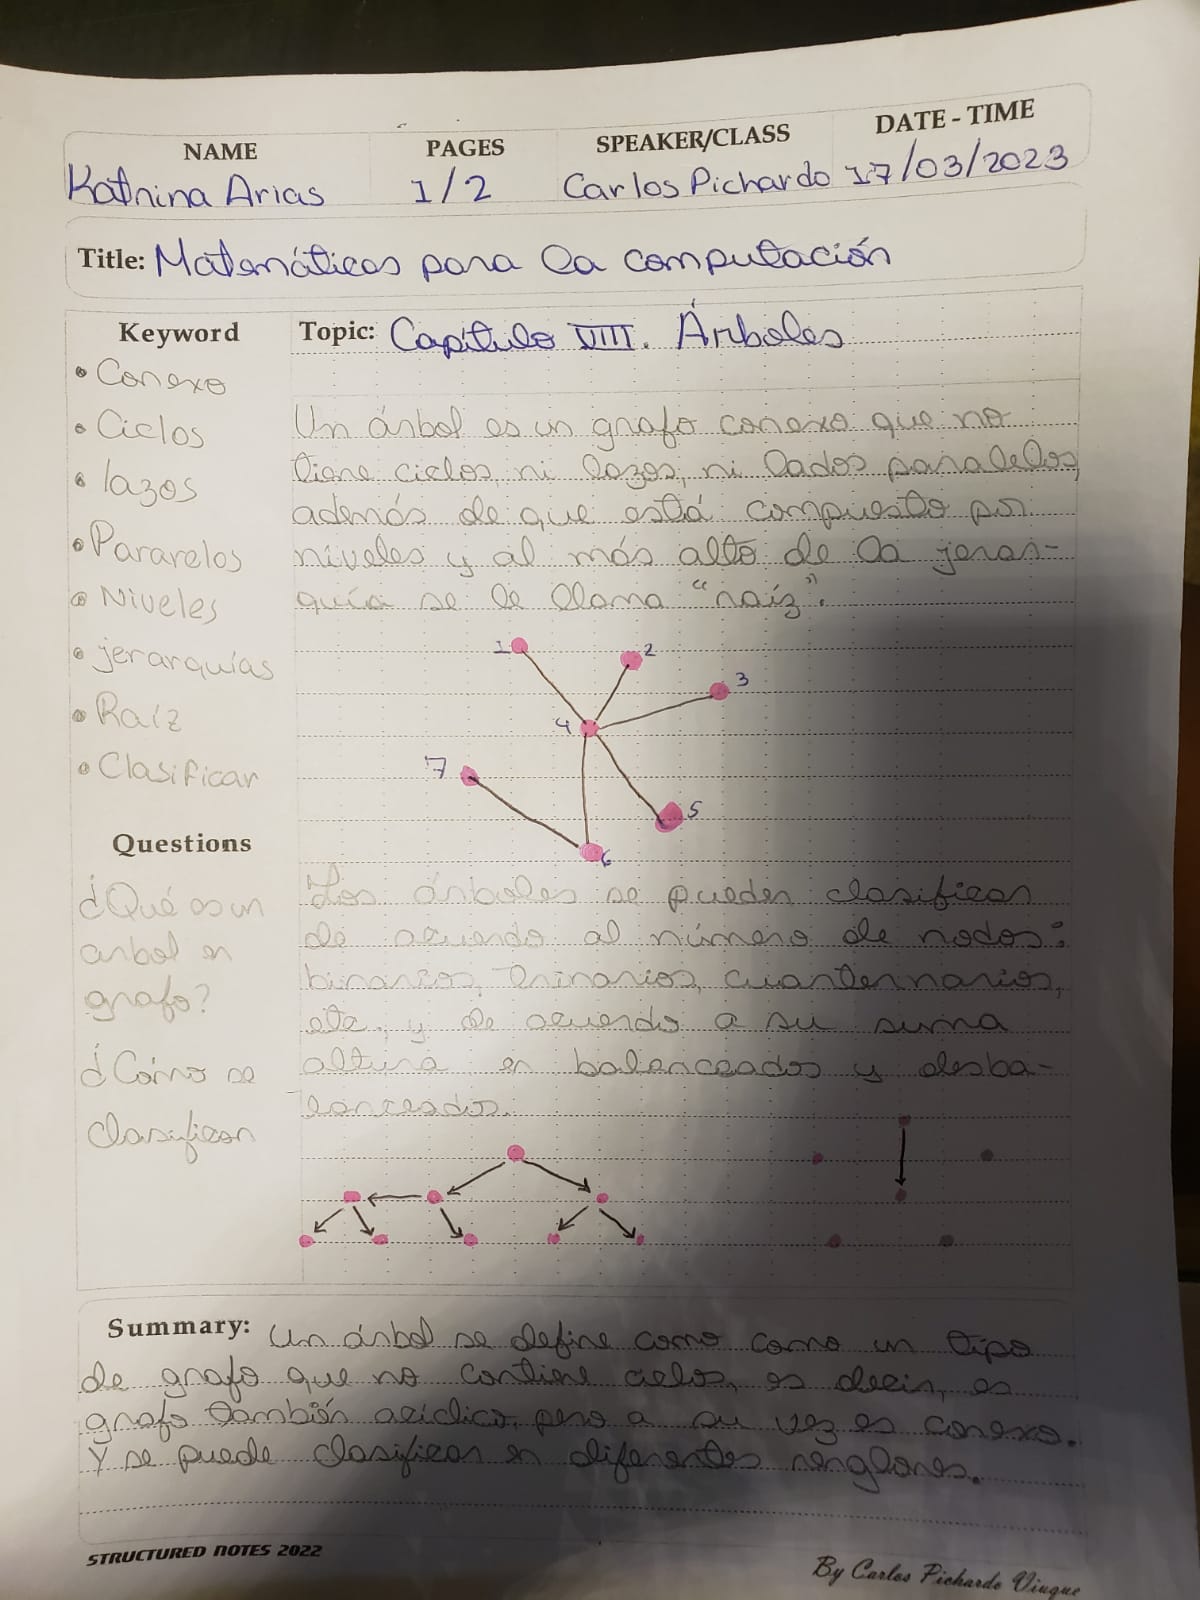 NAME PAGES SPEAKER/CLASS DATE - TIME
Katnina Arias 1/2 Carlos Pichardo 17/03/2023
Title: Matemáticas para la computación
Keyword
• Conexo
• Ciclos
• lazos
• Pararelos
• Niveles
• jerarquías
• Raíz
• Clasificar
Questions
¿Qué es un
arbol en
grafo?
¿Cómo se
clasifican
Topic: Capítulo VIII. Árboles
Un árbol es un grafo conexo que no
tiene ciclos, ni lazos, ni lados paralelos,
además de que está compuesto por
niveles y al más alto de la jerar-
quía se le llama "raíz".
1
2
3
4
7
5
6
Los árboles se pueden clasificar
de acuerdo al número de nodos:
binarios, trinarios, cuanternarios,
etc, y de acuerdo a su suma
altura en balanceados y desba-
lanceados.
Summary: Un árbol se define como como un tipo
de grafo que no contiene ciclos, es decir, es
grafo también acíclico, pero a su vez es conexo.
Y se puede clasificar en diferentes renglones.
STRUCTURED NOTES 2022
By Carlos Pichardo Viuque